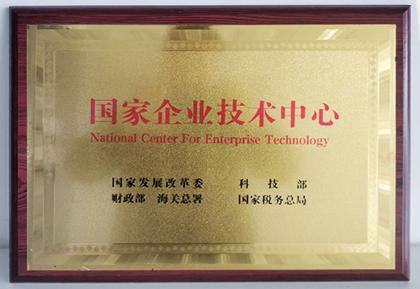 国家企业技术中心
National Center For Enterprise Technology
国家发展改革委 科技部
财政部 海关总署 国家税务总局